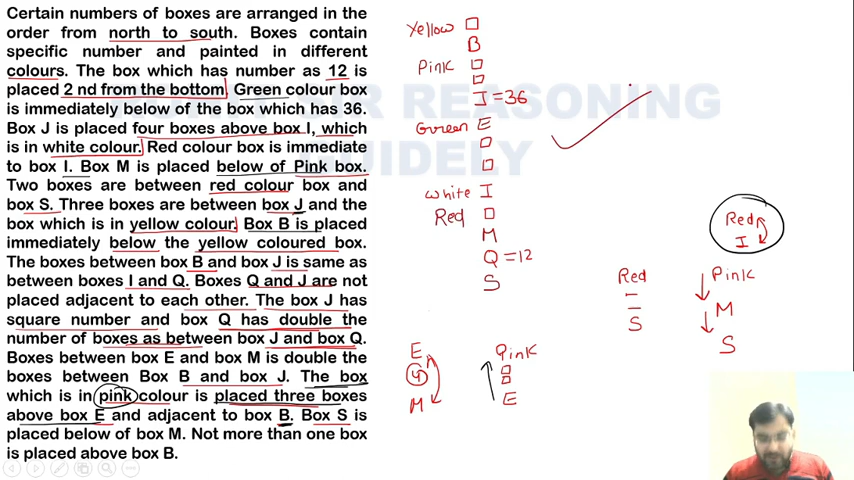 Certain numbers of boxes are arranged in the
order from north to south. Boxes contain
specific number and painted in different
colours. The box which has number as 12 is
placed 2 nd from the bottom. Green colour box
is immediately below of the box which has 36.
Box J is placed four boxes above box I, which
is in white colour. Red colour box is immediate
to box I. Box M is placed below of Pink box.
Two boxes are between red colour box and
box S. Three boxes are between box J and the
box which is in yellow colour. Box B is placed
immediately below the yellow coloured box.
The boxes between box B and box J is same as
between boxes I and Q. Boxes Q and J are not
placed adjacent to each other. The box J has
square number and box Q has double the
number of boxes as between box J and box Q.
Boxes between box E and box M is double the
boxes between Box B and box J. The box
which is in pink colour is placed three boxes
above box E and adjacent to box B. Box S is
placed below of box M. Not more than one box
is placed above box B.
Yellow
B
Pink
J = 36
Green E
White I
Red
M
Q = 12
S
E
4
M
Pink
E
Red
S
Pink
M
S
Red
I
REASONING
GUIDELY